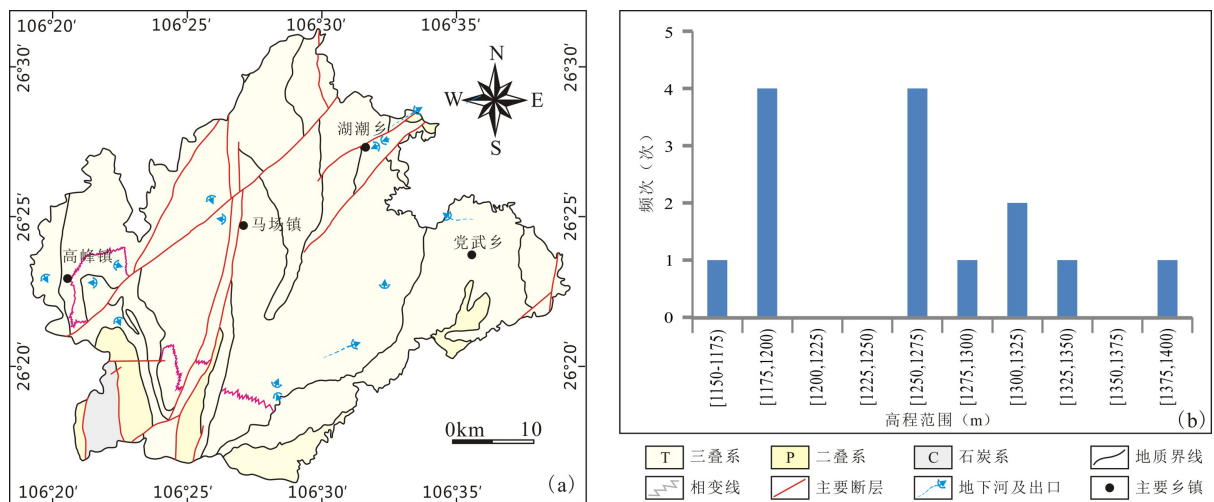 106°20′ 106°25′ 106°30′ 106°35′
26°30′ 26°30′
26°25′ 26°25′
26°20′ 26°20′
N
W E
S
湖潮乡
马场镇
党武乡
高峰镇
0km 10
(a)
106°20′ 106°25′ 106°30′ 106°35′
5
4
3
2
1
0
频次（次）
[1150-1175)
[1175,1200)
[1200,1225)
[1225,1250)
[1250,1275)
[1275,1300)
[1300,1325)
[1325,1350)
[1350,1375)
[1375,1400)
高程范围（m）
(b)
T 三叠系 P 二叠系 C 石炭系 地质界线
相变线 主要断层 地下河及出口 主要乡镇